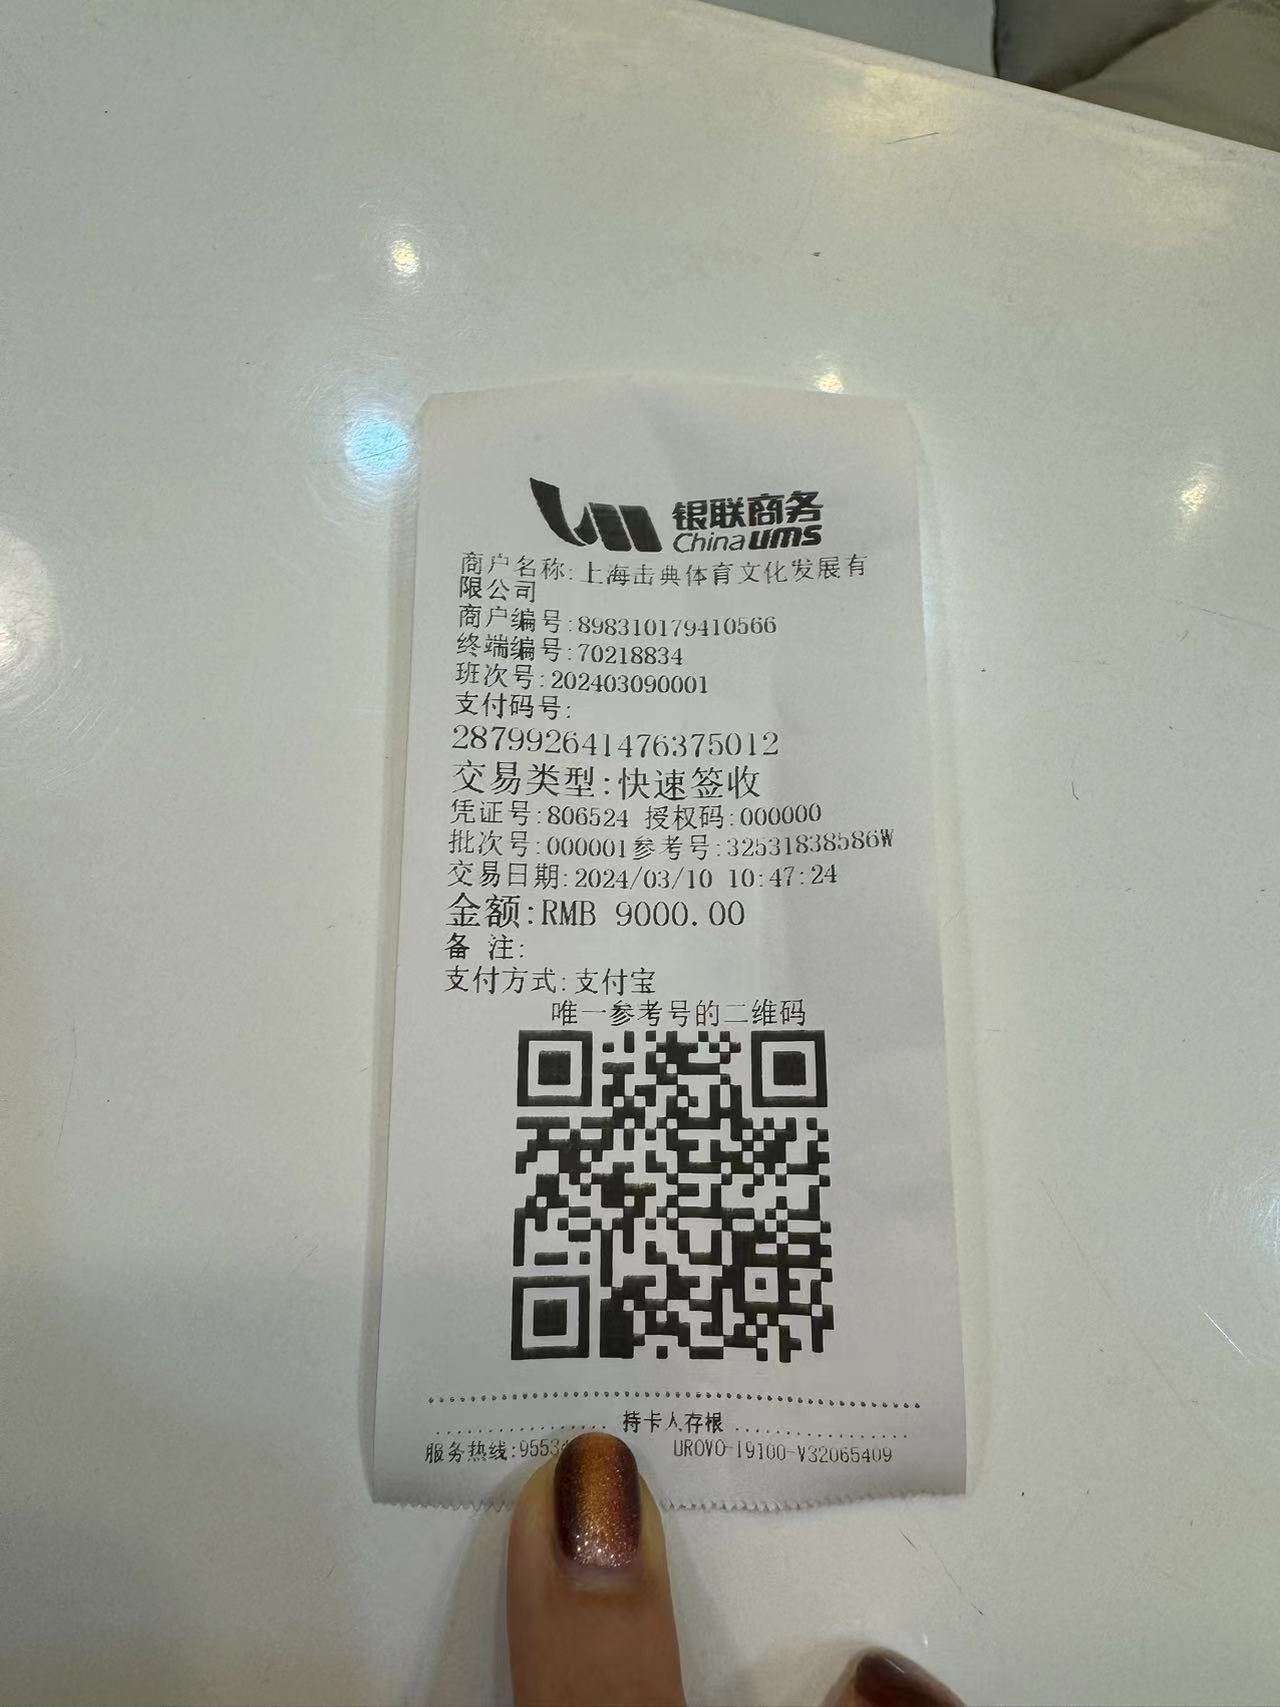 银联商务
China ums
商户名称:上海击典体育文化发展有
限公司
商户编号:898310179410566
终端编号:70218834
班次号:202403090001
支付码号:
287992641476375012
交易类型:快速签收
凭证号:806524 授权码:000000
批次号:000001参考号:32531838586W
交易日期:2024/03/10 10:47:24
金额:RMB 9000.00
备 注:
支付方式:支付宝
唯一参考号的二维码
持卡人存根
服务热线:9553 UROVO-I9100-V32065409